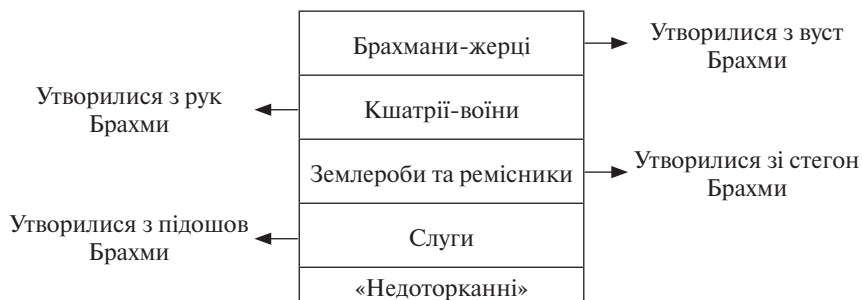 Брахмани-жерці
Утворилися з вуст
Брахми
Утворилися з рук
Брахми
Кшатрії-воїни
Землероби та ремісники
Утворилися зі стегон
Брахми
Утворилися з підошов
Брахми
Слуги
«Недоторканні»